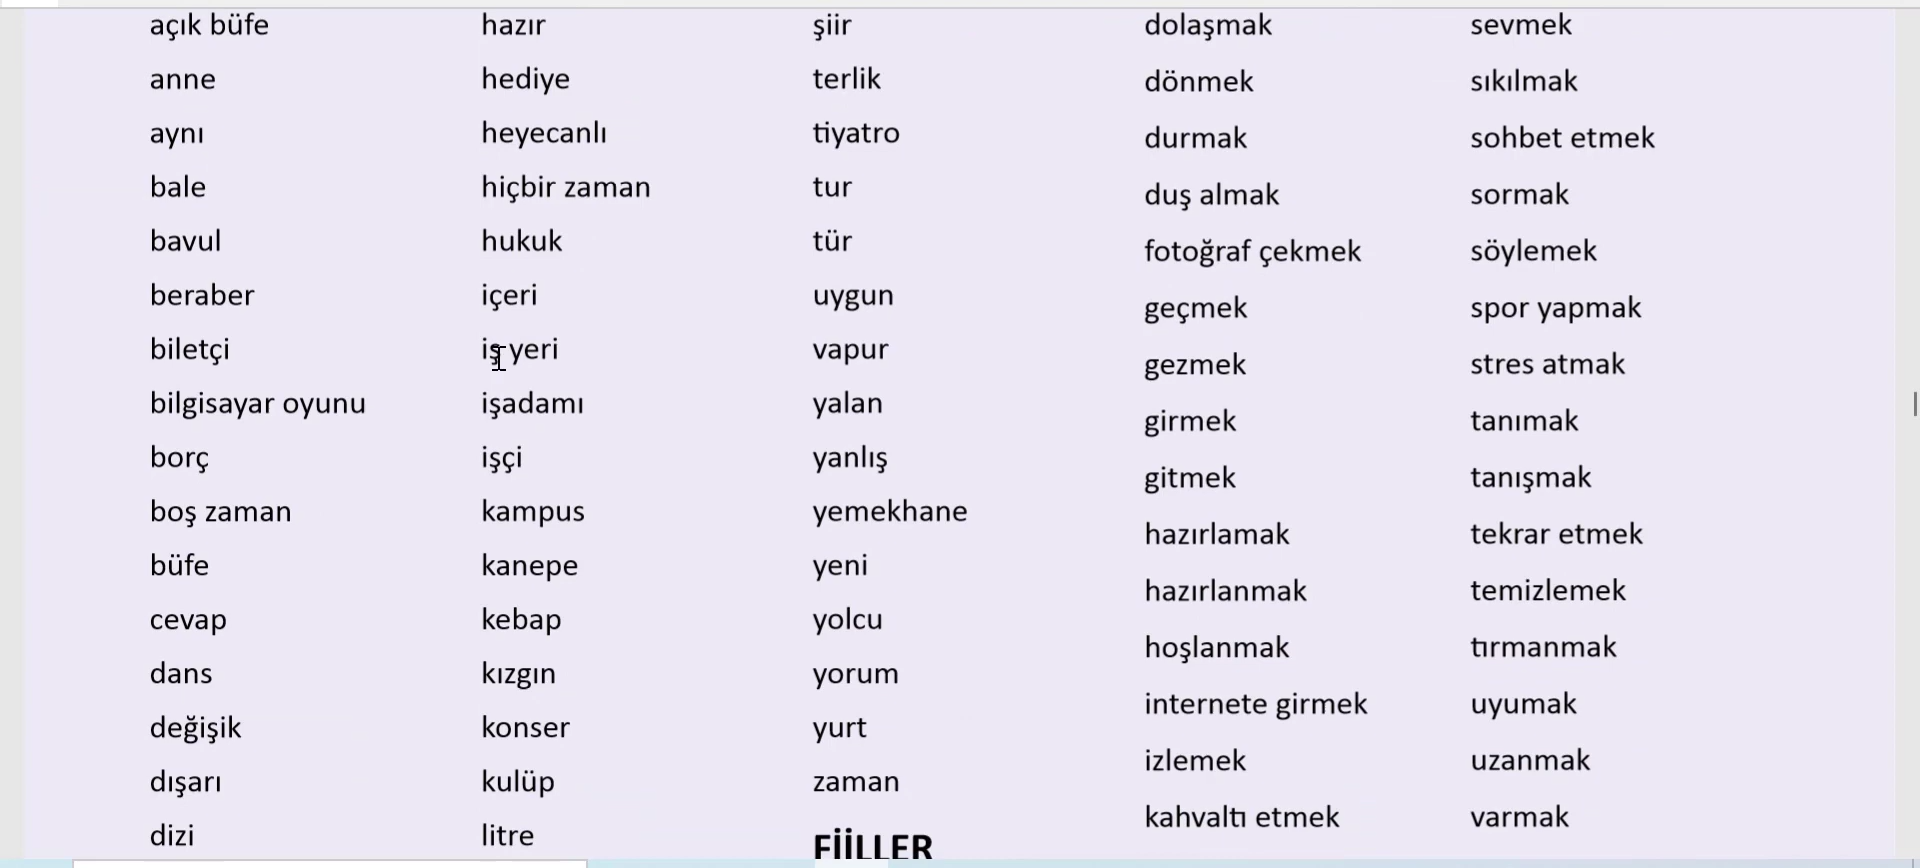 açık büfe
anne
aynı
bale
bavul
beraber
biletçi
bilgisayar oyunu
borç
boş zaman
büfe
cevap
dans
değişik
dışarı
dizi
hazır
hediye
heyecanlı
hiçbir zaman
hukuk
içeri
iş yeri
işadamı
işçi
kampus
kanepe
kebap
kızgın
konser
kulüp
litre
şiir
terlik
tiyatro
tur
tür
uygun
vapur
yalan
yanlış
yemekhane
yeni
yolcu
yorum
yurt
zaman
FİİLLER
dolaşmak
dönmek
durmak
duş almak
fotoğraf çekmek
geçmek
gezmek
girmek
gitmek
hazırlamak
hazırlanmak
hoşlanmak
internete girmek
izlemek
kahvaltı etmek
sevmek
sıkılmak
sohbet etmek
sormak
söylemek
spor yapmak
stres atmak
tanımak
tanışmak
tekrar etmek
temizlemek
tırmanmak
uyumak
uzanmak
varmak